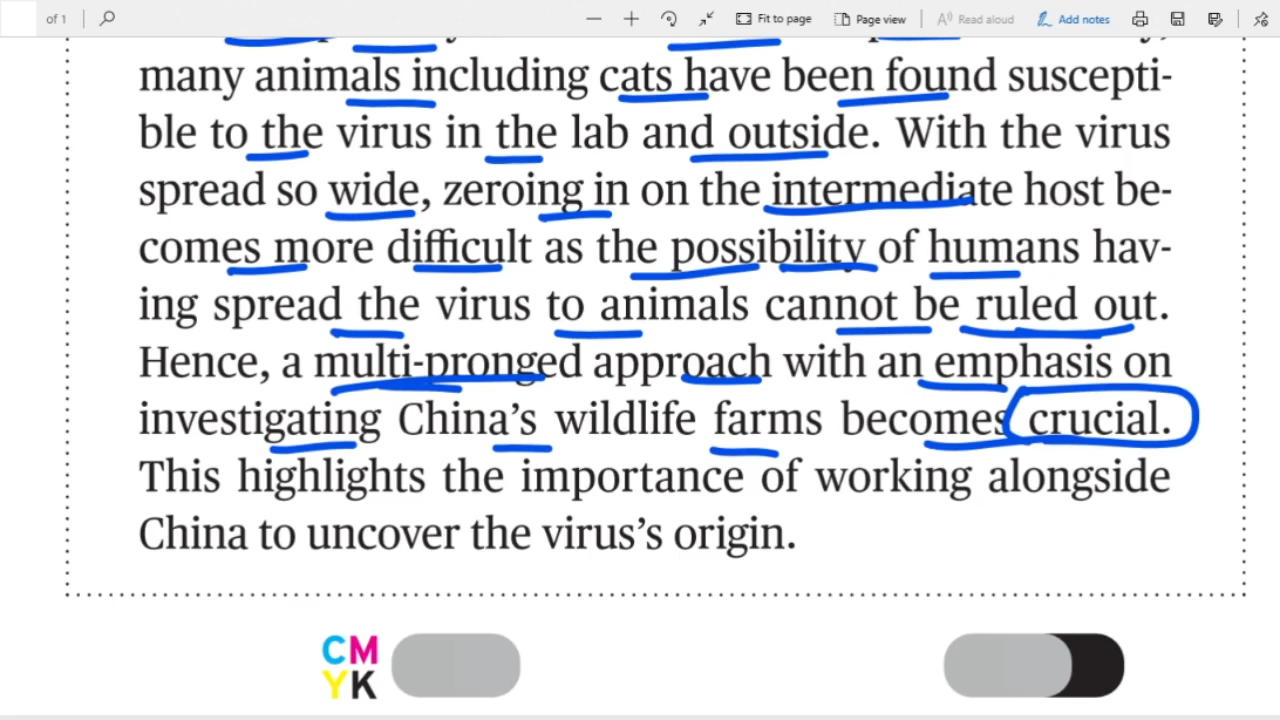 of 1 Fit to page Page view Read aloud Add notes
many animals including cats have been found suscepti-
ble to the virus in the lab and outside. With the virus
spread so wide, zeroing in on the intermediate host be-
comes more difficult as the possibility of humans hav-
ing spread the virus to animals cannot be ruled out.
Hence, a multi-pronged approach with an emphasis on
investigating China’s wildlife farms becomes crucial.
This highlights the importance of working alongside
China to uncover the virus’s origin.
CM
YK